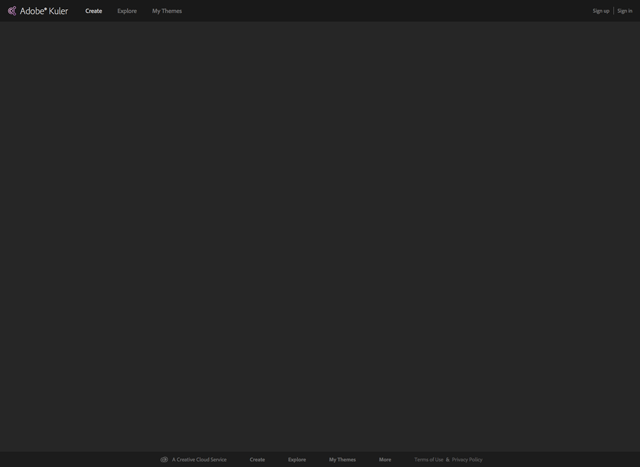 Adobe® Kuler Create Explore My Themes Sign up Sign in
A Creative Cloud Service Create Explore My Themes More Terms of Use & Privacy Policy